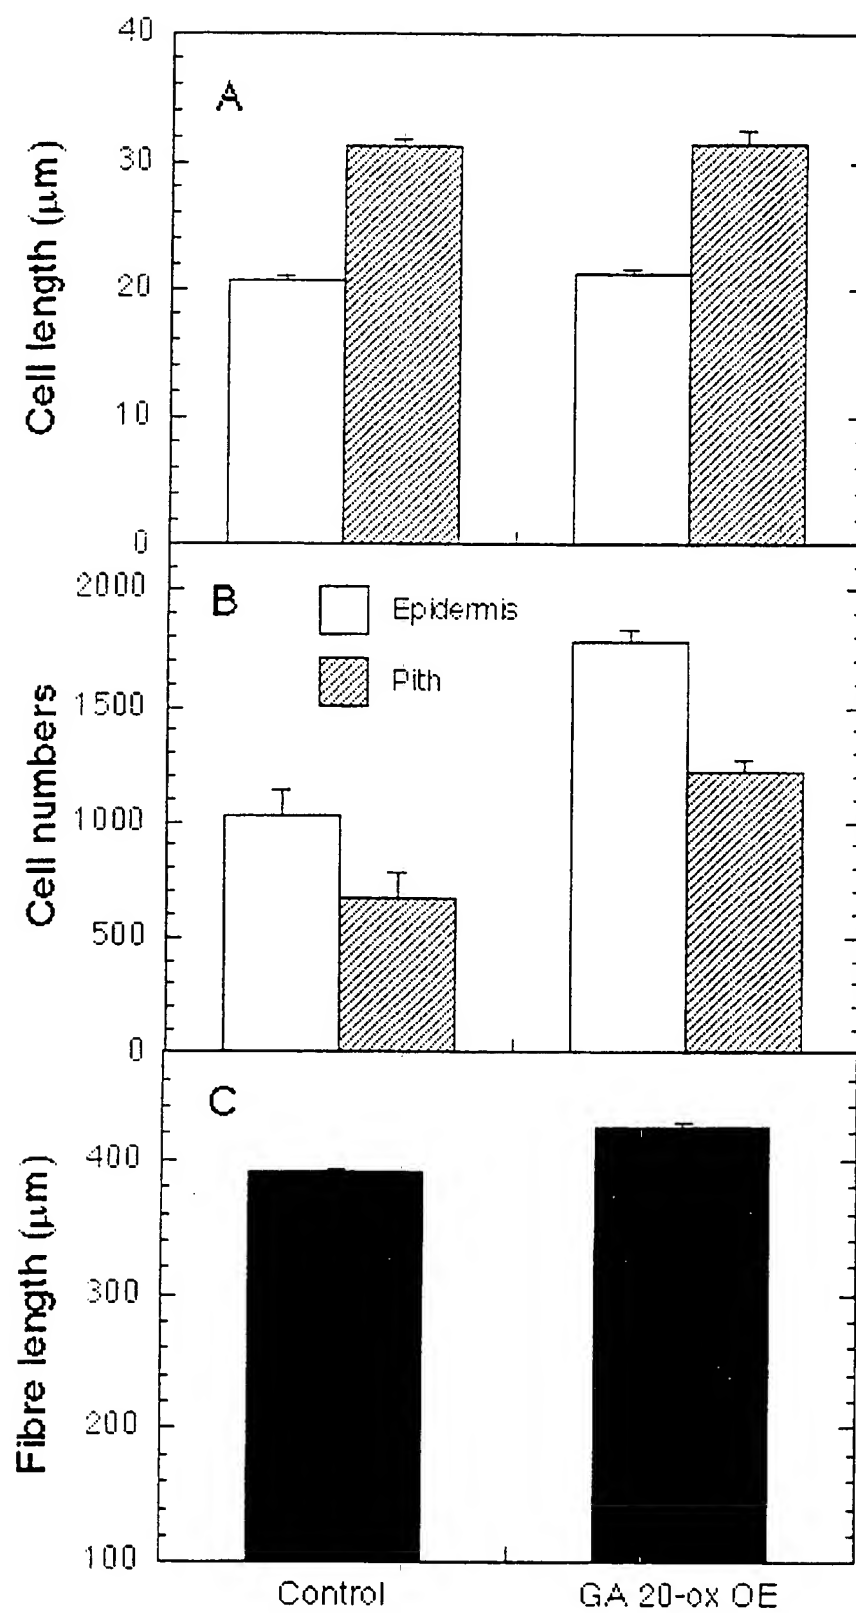 40
A
30
20
10
0
Cell length (μm)
2000
B
Epidermis
Pith
1500
1000
500
0
Cell numbers
C
400
300
200
100
Fibre length (μm)
Control
GA 20-ox OE